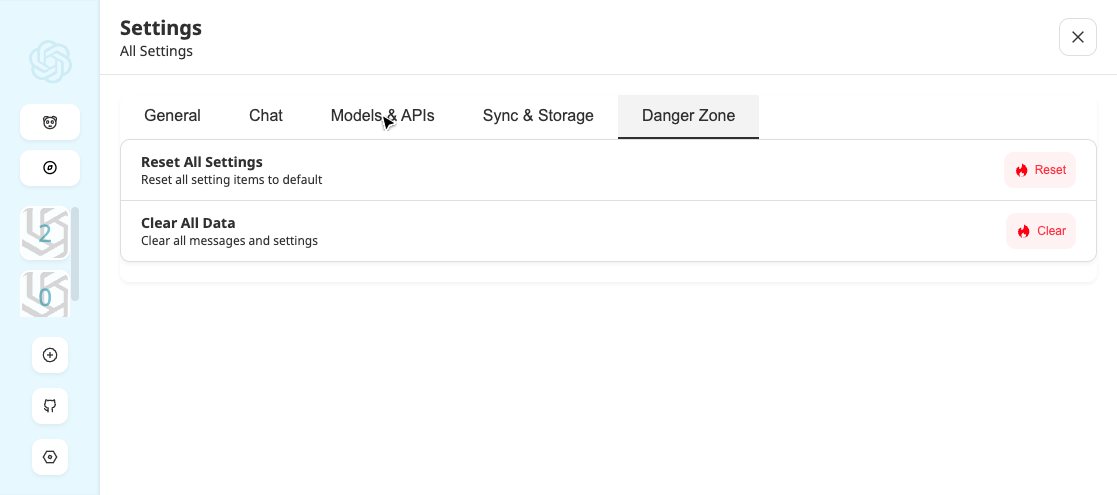 Settings
All Settings
General
Chat
Models & APIs
Sync & Storage
Danger Zone
Reset All Settings
Reset all setting items to default
Reset
Clear All Data
Clear all messages and settings
Clear
2
0